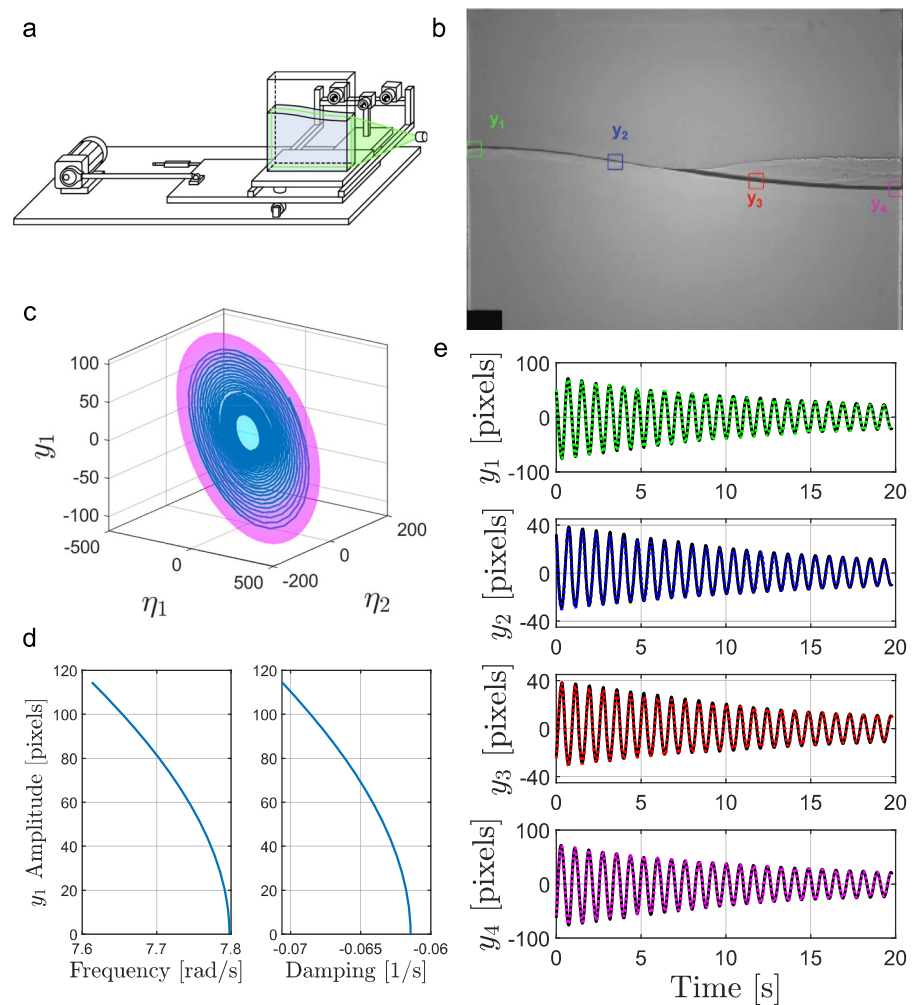 a
b
y₁
y₂
y₃
y₄
c
y₁
100
50
0
-50
-100
-500
0
500
-200
0
200
η₁
η₂
d
y₁ Amplitude [pixels]
120
100
80
60
40
20
0
7.6 7.7 7.8
Frequency [rad/s]
120
100
80
60
40
20
0
-0.07 -0.065 -0.06
Damping [1/s]
e
y₁ [pixels]
100
0
-100
0 5 10 15 20
y₂ [pixels]
40
0
-40
0 5 10 15 20
y₃ [pixels]
40
0
-40
0 5 10 15 20
y₄ [pixels]
100
0
-100
0 5 10 15 20
Time [s]